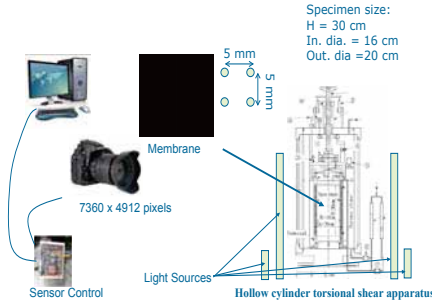 Specimen size:
H = 30 cm
In. dia. = 16 cm
Out. dia =20 cm
5 mm
5 mm
Membrane
7360 x 4912 pixels
Light Sources
Sensor Control
Hollow cylinder torsional shear apparatus